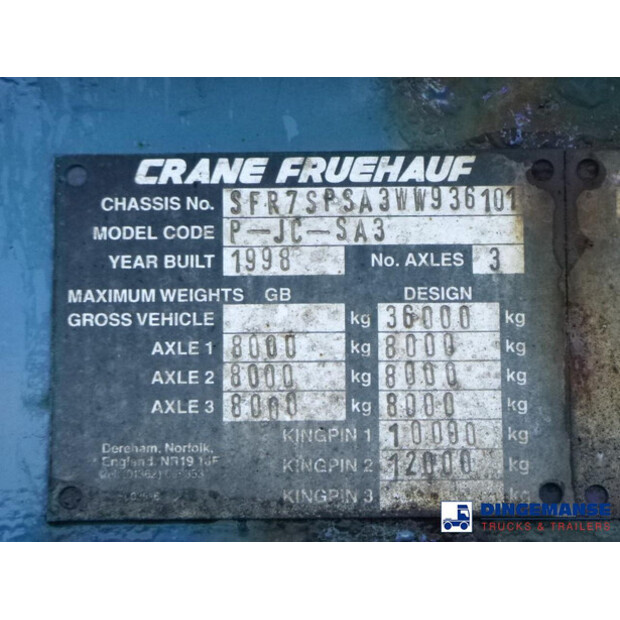 CRANE FRUEHAUF
CHASSIS No. SFR7SPSA3WW936101
MODEL CODE P-JC-SA3
YEAR BUILT 1998 No. AXLES 3
MAXIMUM WEIGHTS GB DESIGN
GROSS VEHICLE kg 36000 kg
AXLE 1 8000 kg 8000 kg
AXLE 2 8000 kg 8000 kg
AXLE 3 8000 kg 8000 kg
KINGPIN 1 10000 kg
KINGPIN 2 12000 kg
KINGPIN 3 kg
Dereham, Norfolk,
England. NR19
DINGEMANSE
TRUCKS & TRAILERS